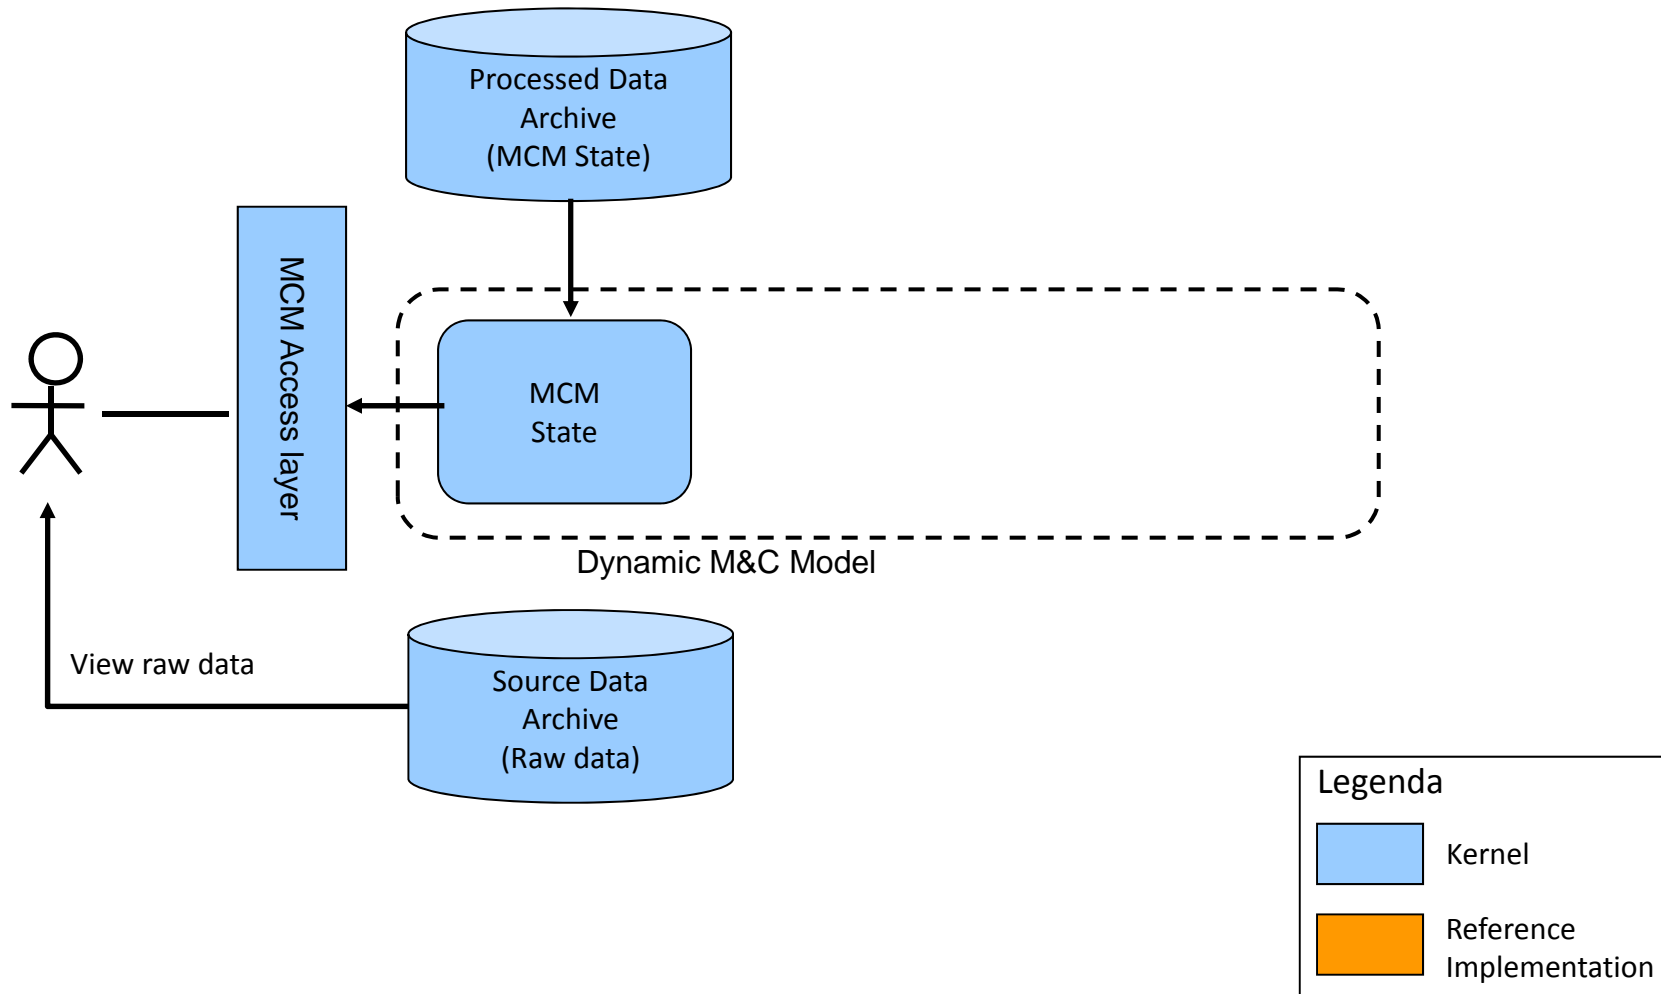 Processed Data
Archive
(MCM State)
MCM Access layer
MCM
State
Dynamic M&C Model
View raw data
Source Data
Archive
(Raw data)
Legenda
Kernel
Reference
Implementation